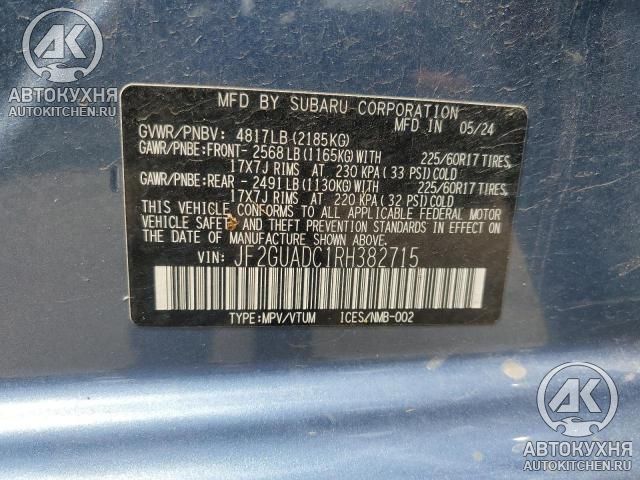 AK
АВТОКУХНЯ
AUTOKITCHEN.RU
MFD BY SUBARU CORPORATION
MFD IN 05/24
GVWR/PNBV: 4817LB (2185KG)
GAWR/PNBE:FRONT- 2568LB (1165KG) WITH 225/60R17 TIRES,
17X7J RIMS AT 230 KPA (33 PSI) COLD
GAWR/PNBE:REAR - 2491LB (1130KG) WITH 225/60R17 TIRES,
17X7J RIMS AT 220 KPA (32 PSI) COLD
THIS VEHICLE CONFORMS TO ALL APPLICABLE FEDERAL MOTOR
VEHICLE SAFETY AND THEFT PREVENTION STANDARDS
IN EFFECT ON THE DATE OF MANUFACTURE SHOWN ABOVE.
VIN: JF2GUADC1RH382715
TYPE:MPV/VTUM ICES/NMB-002
AK
АВТОКУХНЯ
AUTOKITCHEN.RU